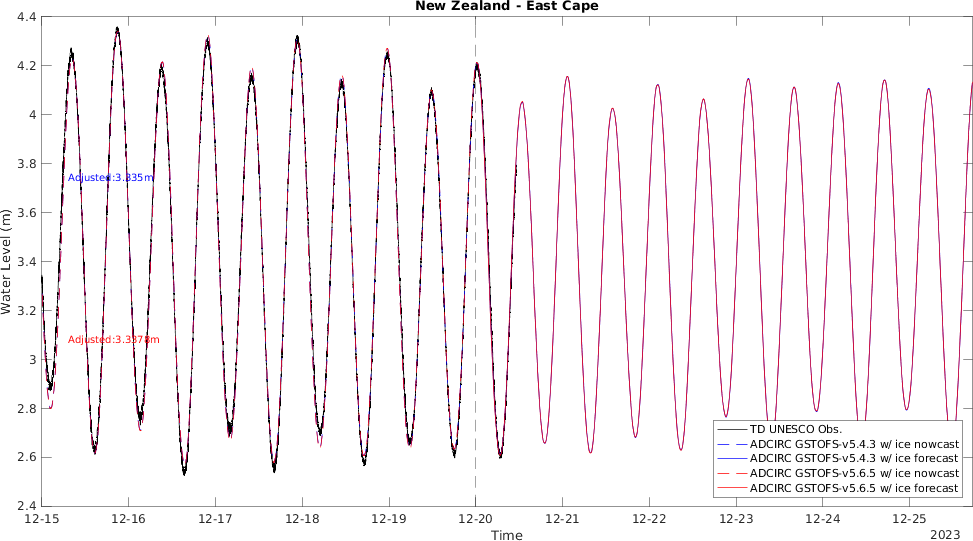 New Zealand - East Cape
4.4
4.2
4
3.8
3.6
3.4
3.2
3
2.8
2.6
2.4
Water Level (m)
Adjusted:3.335m
Adjusted:3.3378m
TD UNESCO Obs.
ADCIRC GSTOFS-v5.4.3 w/ ice nowcast
ADCIRC GSTOFS-v5.4.3 w/ ice forecast
ADCIRC GSTOFS-v5.6.5 w/ ice nowcast
ADCIRC GSTOFS-v5.6.5 w/ ice forecast
12-15 12-16 12-17 12-18 12-19 12-20 12-21 12-22 12-23 12-24 12-25
Time
2023